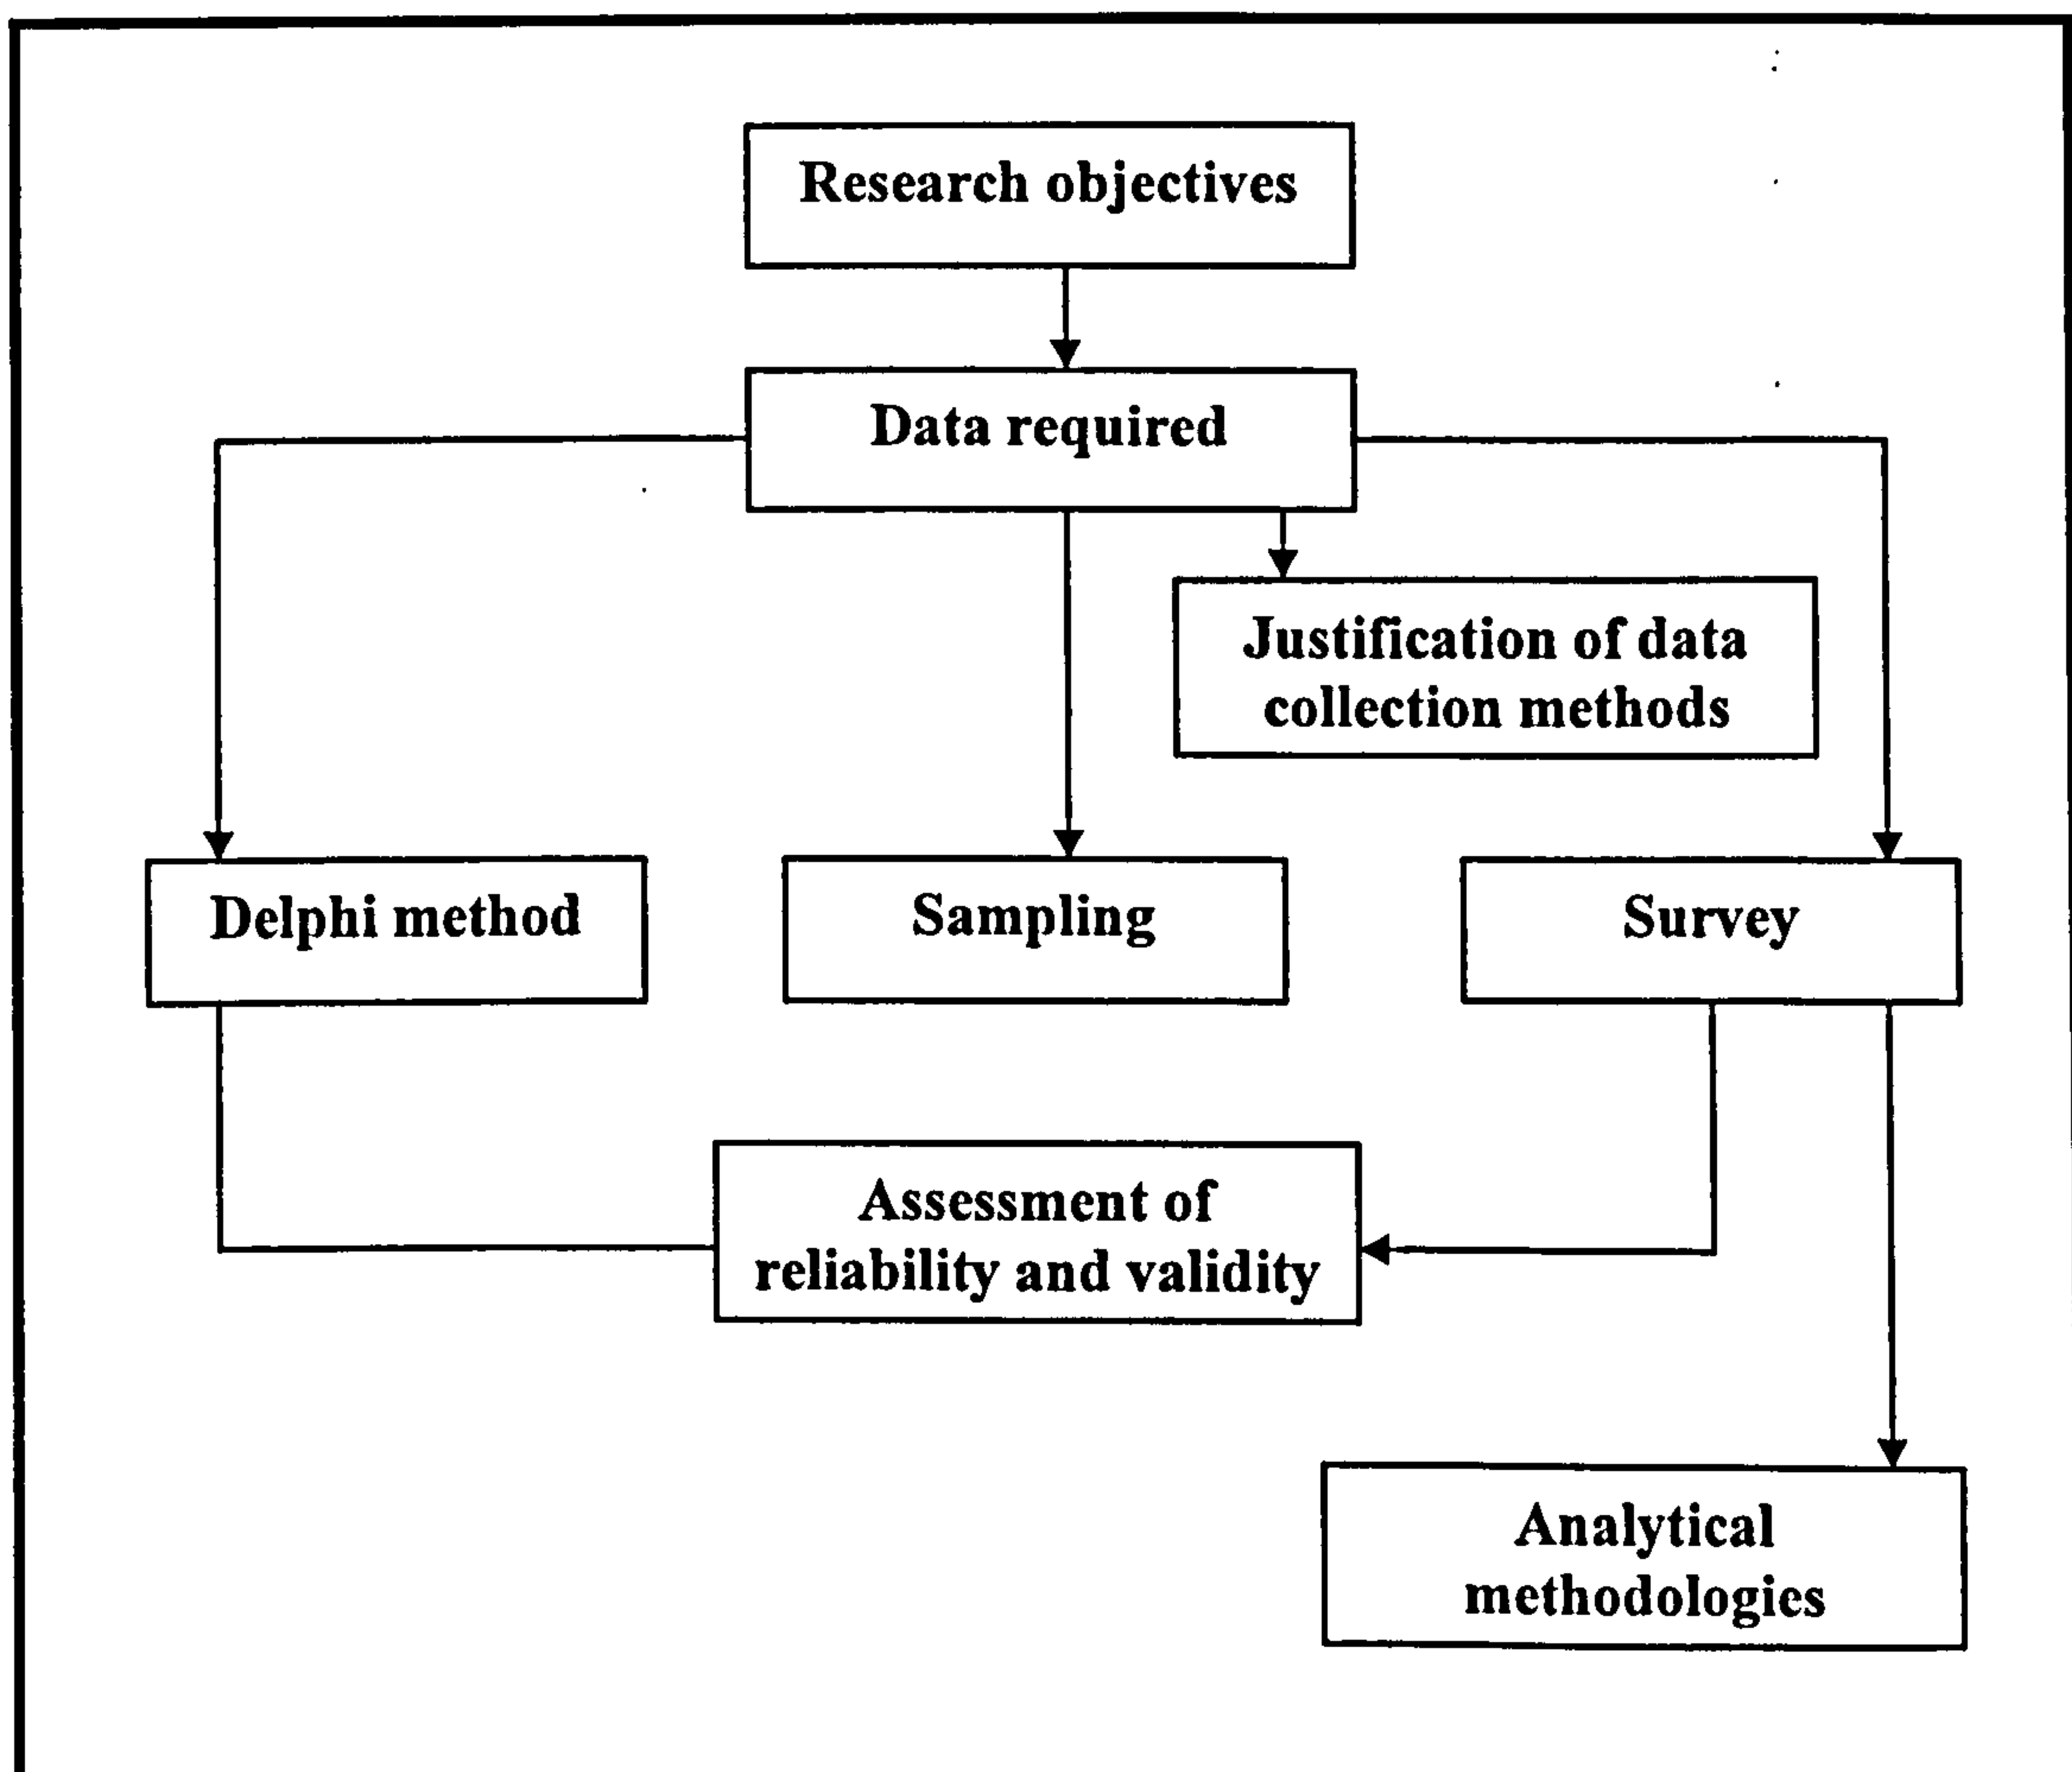 Research objectives
Data required
Justification of data
collection methods
Delphi method
Sampling
Survey
Assessment of
reliability and validity
Analytical
methodologies